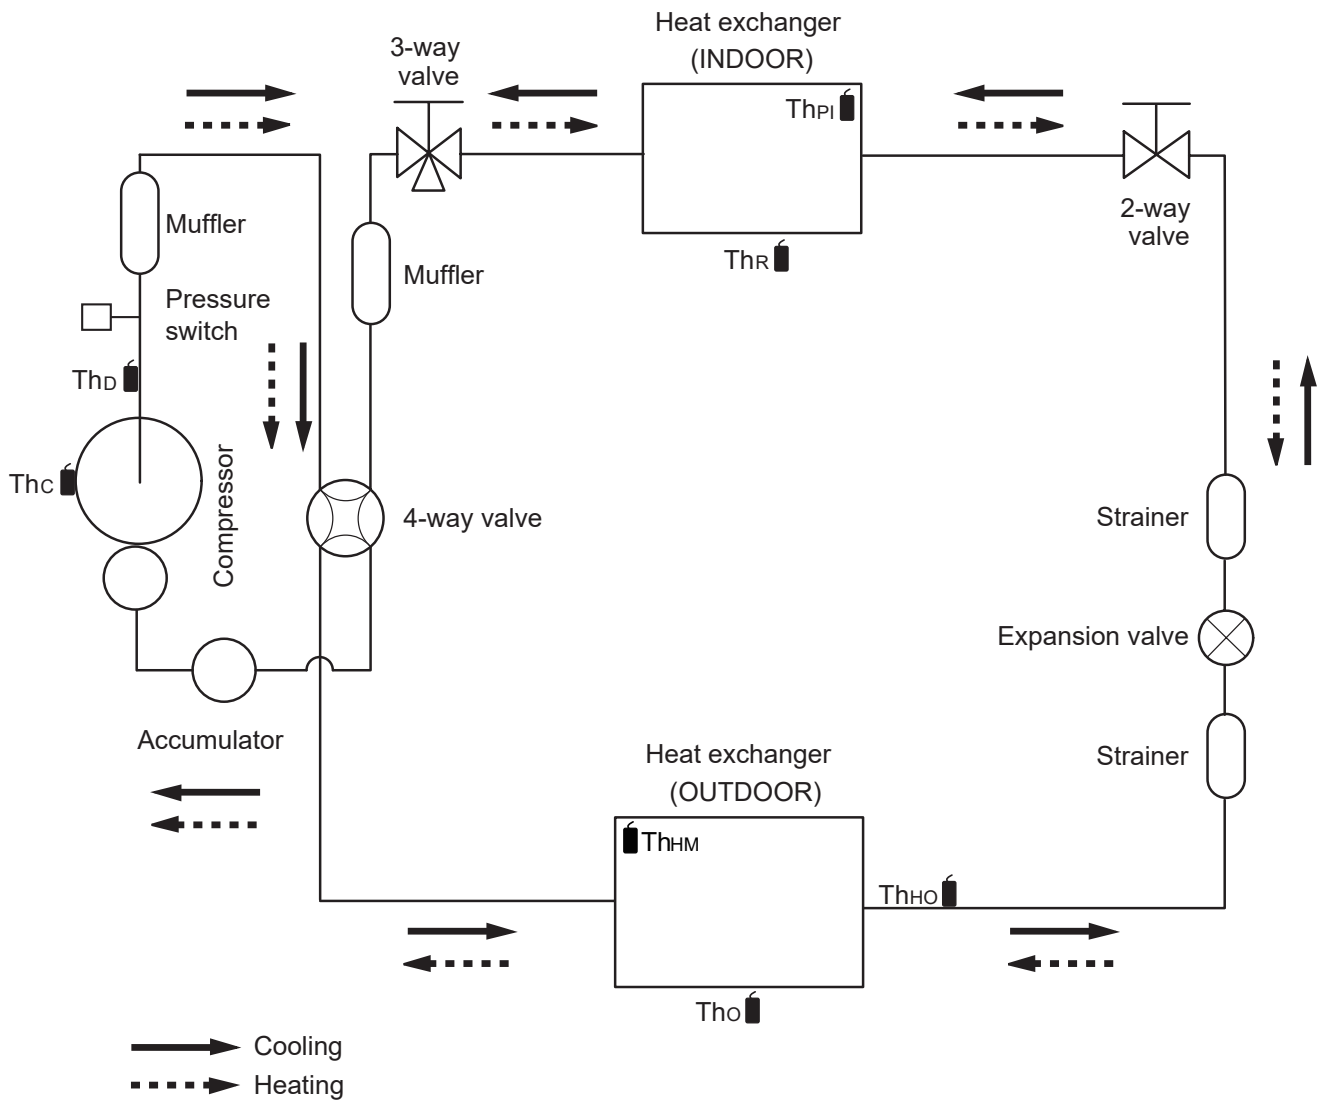 Heat exchanger
(INDOOR)
3-way
valve
ThPI
Muffler
2-way
valve
ThR
Muffler
Pressure
switch
ThD
ThC
Compressor
4-way valve
Strainer
Expansion valve
Accumulator
Strainer
Heat exchanger
(OUTDOOR)
ThHM
ThHO
ThO
Cooling
Heating